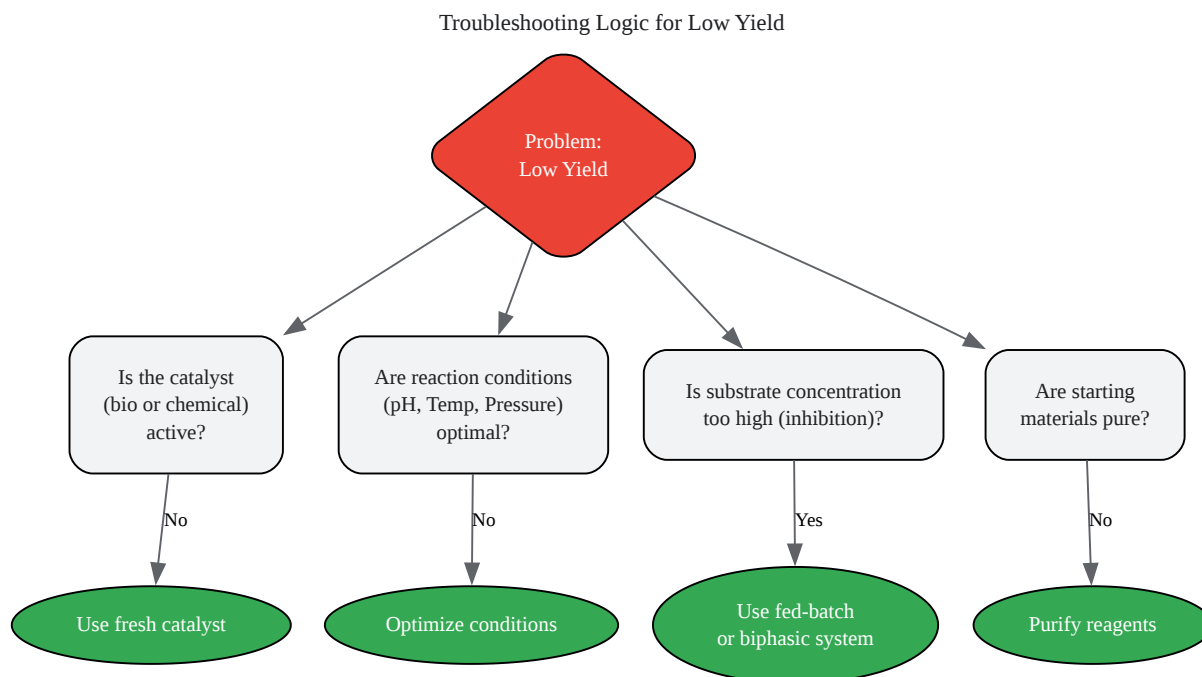 Troubleshooting Logic for Low Yield
Problem:
Low Yield
Is the catalyst
(bio or chemical)
active?
Are reaction conditions
(pH, Temp, Pressure)
optimal?
Is substrate concentration
too high (inhibition)?
Are starting
materials pure?
No
No
Yes
No
Use fresh catalyst
Optimize conditions
Use fed-batch
or biphasic system
Purify reagents